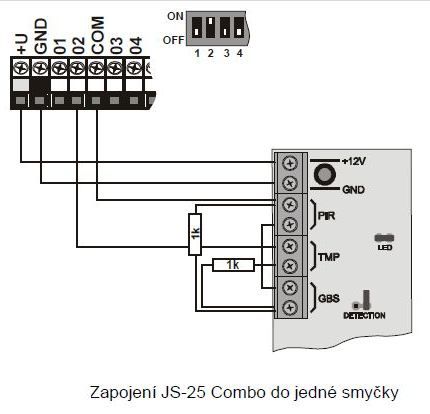 ON
OFF
1 2 3 4
+U GND 01 02 COM 03 04
+12V
GND
PIR
1k
TMP
LED
1k
GBS
DETECTION
Zapojení JS-25 Combo do jedné smyčky